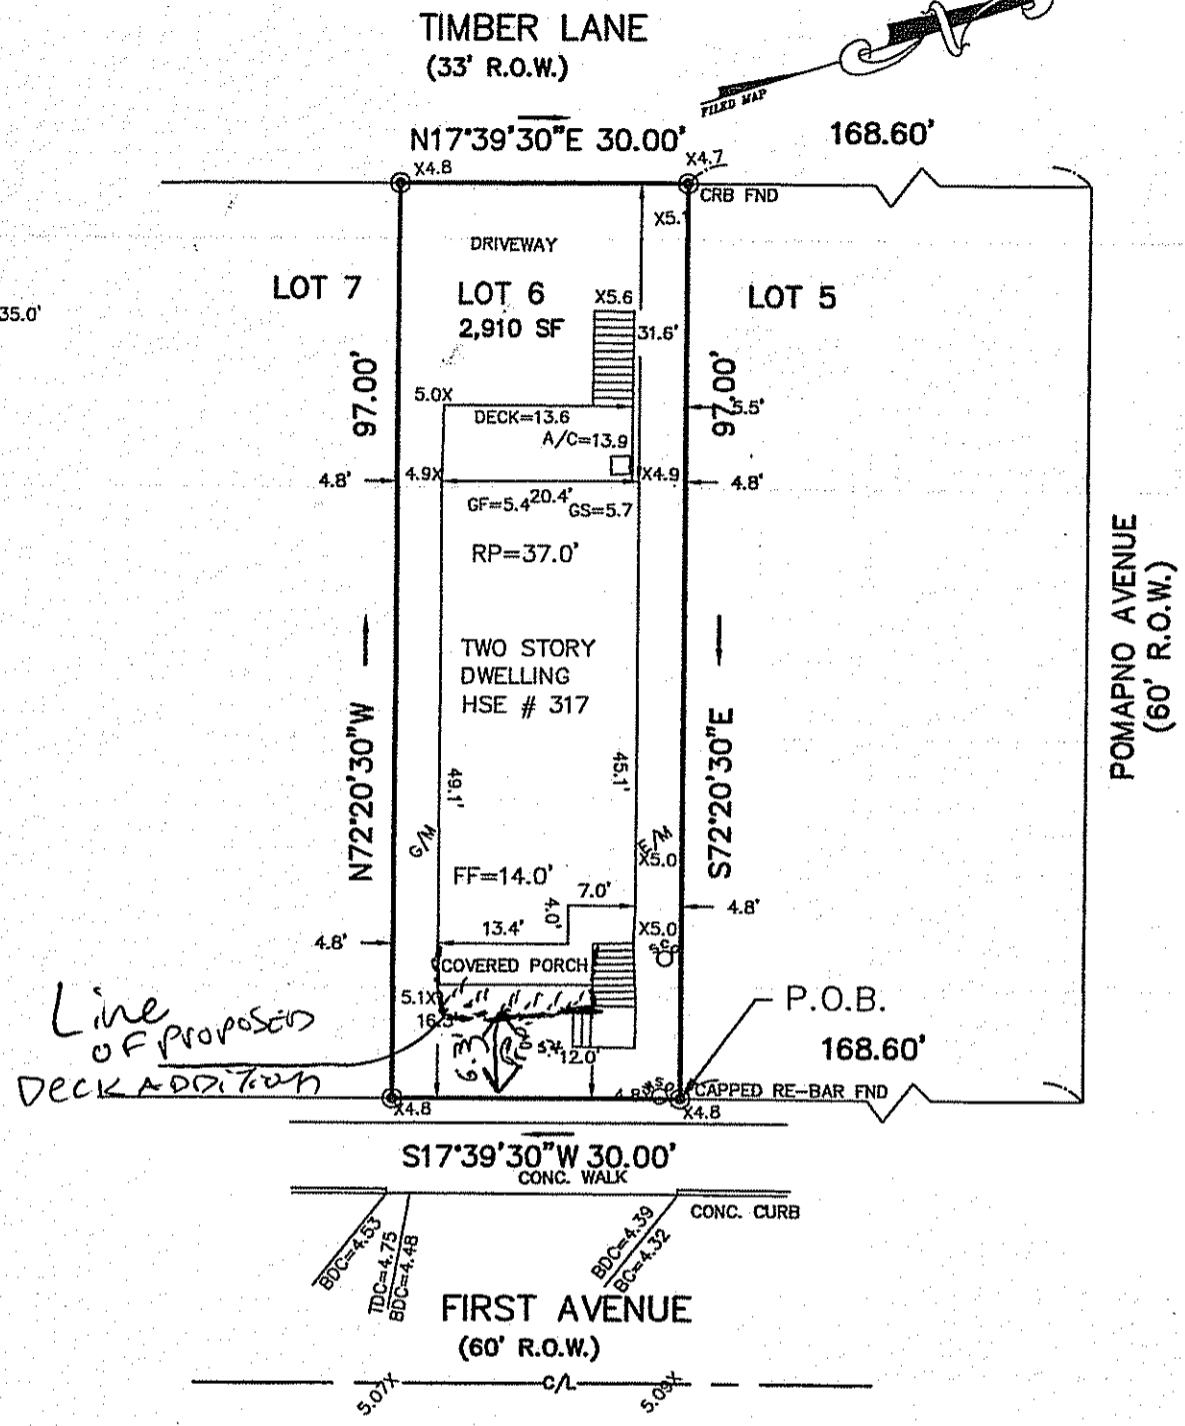 TIMBER LANE
(33' R.O.W.)
FILED MAP
N17°39'30"E 30.00'
168.60'
X4.8
X4.7
CRB FND
X5.1
DRIVEWAY
LOT 7
LOT 6
X5.6
LOT 5
35.0'
2,910 SF
31.6'
97.00'
97.00'
5.0X
DECK=13.6
5.5'
A/C=13.9
4.8'
4.9X
X4.9
4.8'
GF=5.4
20.4'
GS=5.7
RP=37.0'
POMAPNO AVENUE
(60' R.O.W.)
TWO STORY
DWELLING
HSE # 317
N72°20'30"W
S72°20'30"E
49.1'
45.1'
G/W
E/M
X5.0
FF=14.0'
7.0'
4.0'
4.8'
13.4'
X5.0
4.8'
sco
COVERED PORCH
5.1X
Line
OF PROPOSED
DECK ADDITION
6.3'
12.0'
P.O.B.
168.60'
CAPPED RE-BAR FND
X4.8
X4.8
S17°39'30"W 30.00'
CONC. WALK
CONC. CURB
BDC=4.53
TDC=4.75
BDC=4.48
BDC=4.39
BC=4.32
FIRST AVENUE
(60' R.O.W.)
C/L
5.07X
5.09X